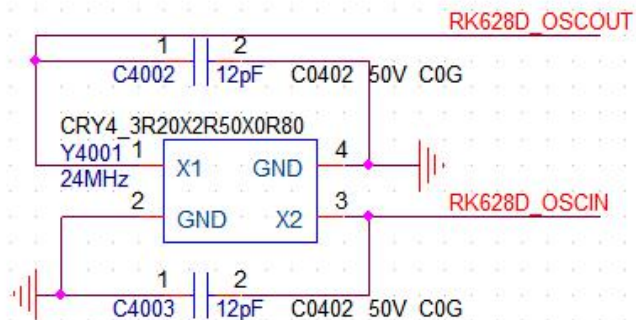 RK628D_OSCOUT
1 2
C4002 12pF C0402 50V C0G
CRY4_3R20X2R50X0R80
Y4001 1 X1 GND 4
24MHz
2 GND X2 3 RK628D_OSCIN
1 2
C4003 12pF C0402 50V C0G